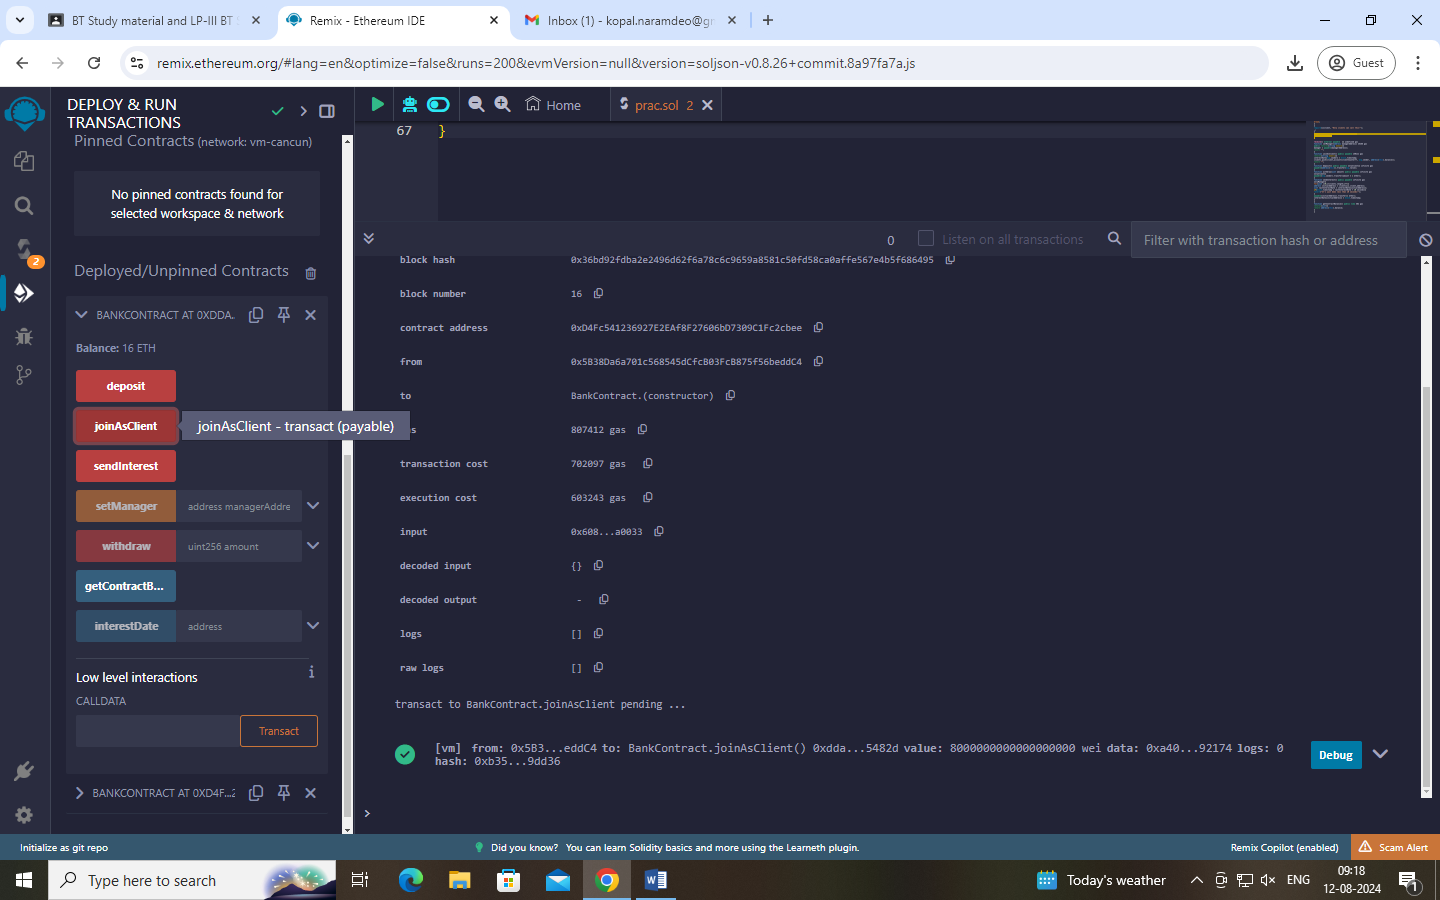 BT Study material and LP-III BT S
Remix - Ethereum IDE
Inbox (1) - kopal.naramdeo@gm
remix.ethereum.org/#lang=en&optimize=false&runs=200&evmVersion=null&version=soljson-v0.8.26+commit.8a97fa7a.js
Guest
DEPLOY & RUN
TRANSACTIONS
Home
prac.sol 2
67 }
Pinned Contracts (network: vm-cancun)
No pinned contracts found for
selected workspace & network
2
Deployed/Unpinned Contracts
BANKCONTRACT AT 0XDDA...
Balance: 16 ETH
deposit
joinAsClient
joinAsClient - transact (payable)
sendInterest
setManager address managerAddre
withdraw uint256 amount
getContractB...
interestDate address
Low level interactions
i
CALLDATA
Transact
BANKCONTRACT AT 0XD4F...2
0
Listen on all transactions
Filter with transaction hash or address
block hash 0x36bd92fdba2e2496d62f6a78c6c9659a8581c50fd58ca0affe567e4b5f686495
block number 16
contract address 0xD4Fc541236927E2EAf8F27606bD7309C1Fc2cbee
from 0x5B38Da6a701c568545dCfcB03FcB875f56beddC4
to BankContract.(constructor)
807412 gas
transaction cost 702097 gas
execution cost 603243 gas
input 0x608...a0033
decoded input {}
decoded output -
logs []
raw logs []
transact to BankContract.joinAsClient pending ...
[vm] from: 0x5B3...eddC4 to: BankContract.joinAsClient() 0xdda...5482d value: 8000000000000000000 wei data: 0xa40...92174 logs: 0
hash: 0xb35...9dd36
Debug
>
Initialize as git repo
Did you know? You can learn Solidity basics and more using the Learneth plugin.
Remix Copilot (enabled)
Scam Alert
Type here to search
Today's weather
ENG
09:18
12-08-2024
1